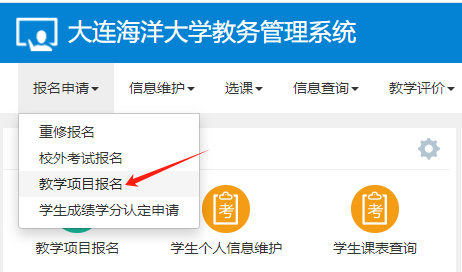 大连海洋大学教务管理系统
报名申请 信息维护 选课 信息查询 教学评价
重修报名
校外考试报名
教学项目报名
学生成绩学分认定申请
考 考
教学项目报名 学生个人信息维护 学生课表查询